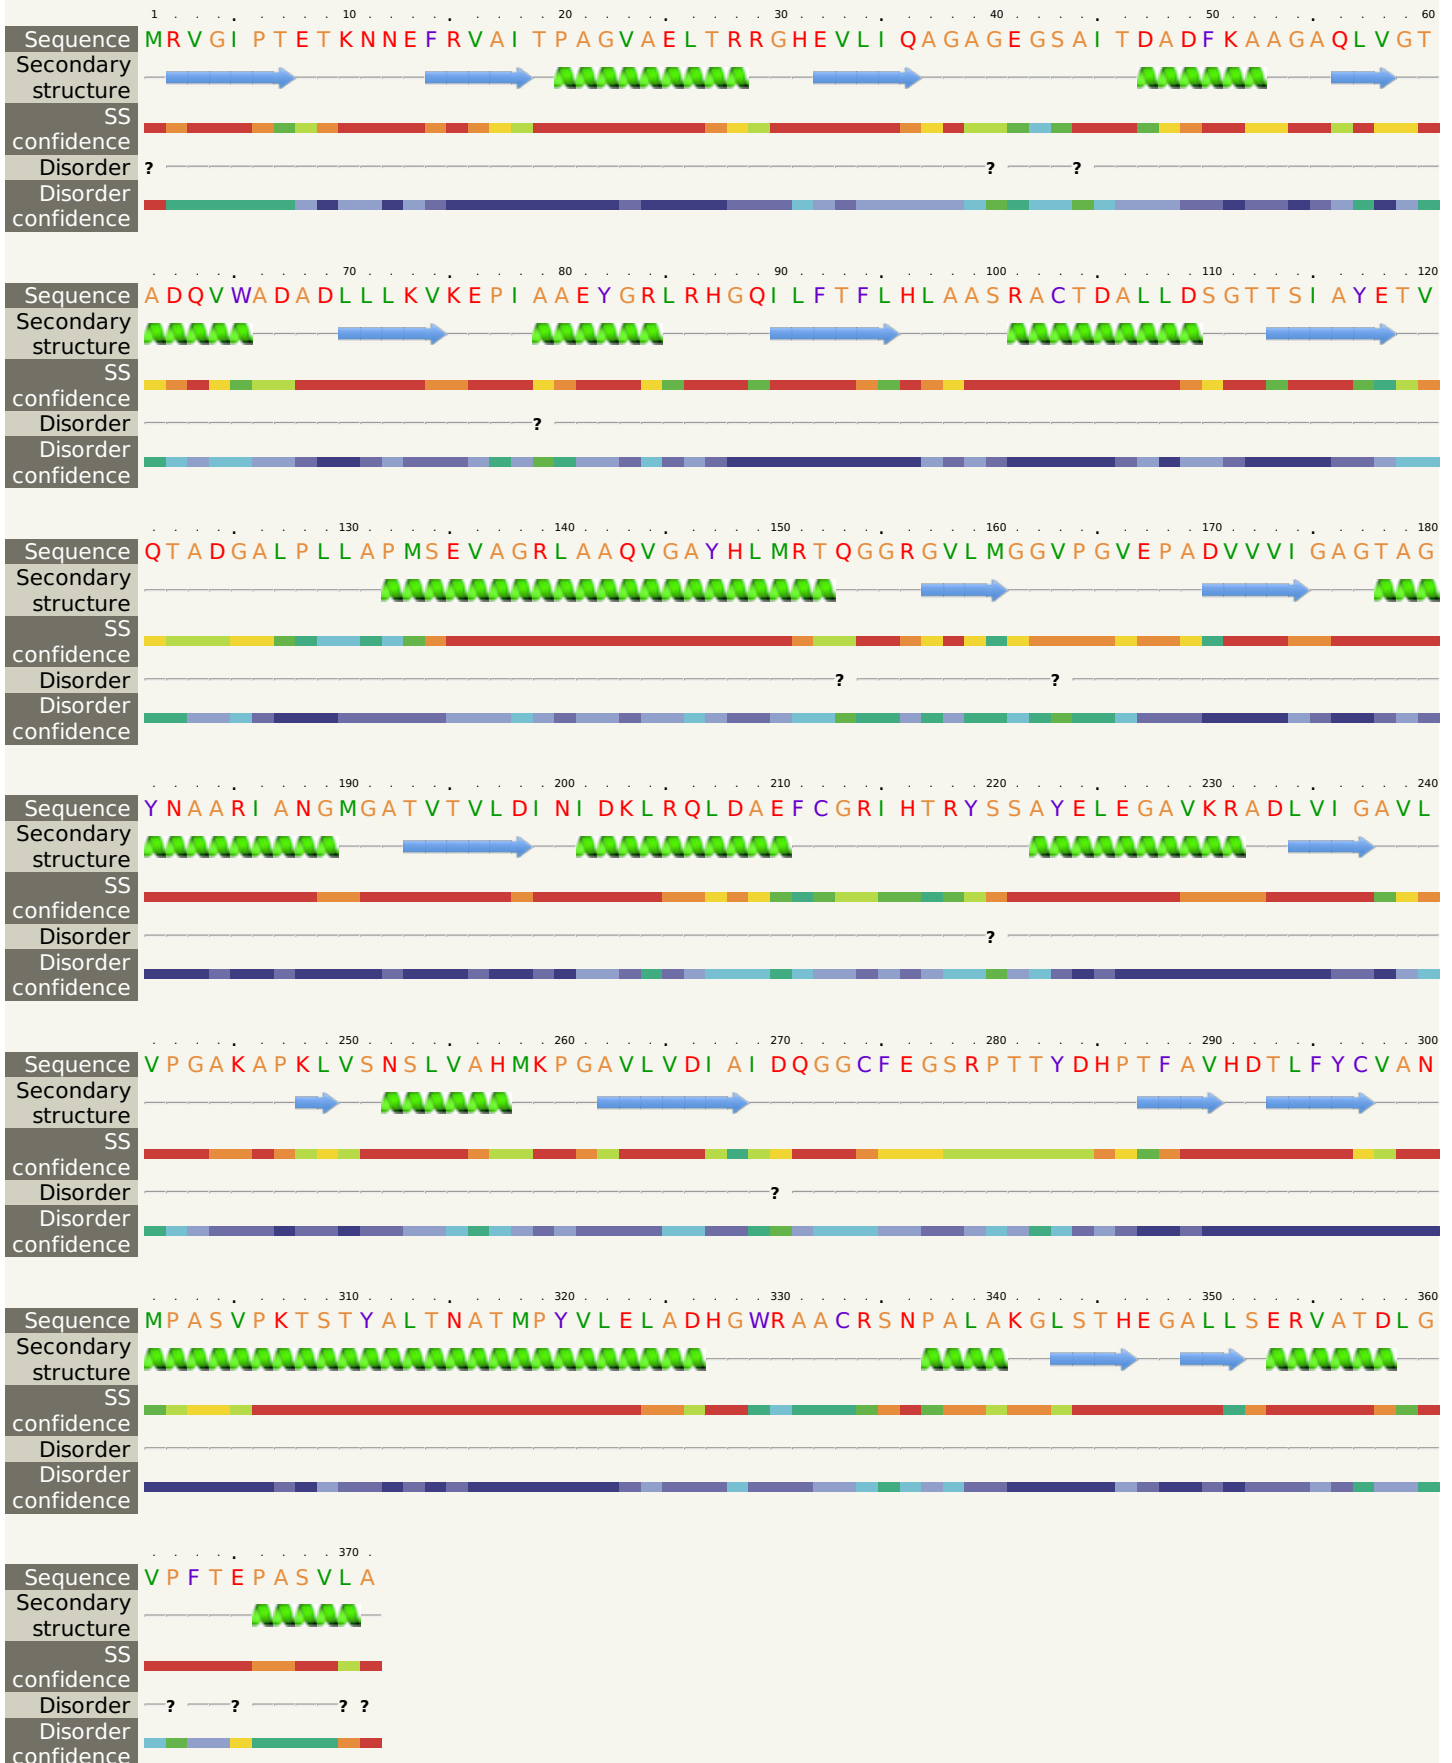 1 10 20 30 40 50 60
Sequence MRVGIPTETKNNEFRVAITPAGVAELTRRGHEVLIQAGAGEGSAITDADFKAAGAQLVGT
Secondary
structure
SS
confidence
Disorder ? ? ?
Disorder
confidence
70 80 90 100 110 120
Sequence ADQVWADADLLLKVKEPIAAEYGRLRHGQILFTFLHLAASRACTDALLDSGTTSIAYETV
Secondary
structure
SS
confidence
Disorder ?
Disorder
confidence
130 140 150 160 170 180
Sequence QTADGALPLLAPMSEVAGRLAAQVGAYHLMRTQGGRGVLMGGVPGVEPADVVVIGAGTAG
Secondary
structure
SS
confidence
Disorder ? ?
Disorder
confidence
190 200 210 220 230 240
Sequence YNAARIANGMGATVTVLDINIDKLRQLDAEFCGRIHTRYSSAYELEGAVKRADLVIGAVL
Secondary
structure
SS
confidence
Disorder ?
Disorder
confidence
250 260 270 280 290 300
Sequence VPGAKAPKLVSNSLVAHMKPGAVLVDIAIDQGGCFEGSRPTTYDHPTFAVHDTLFYCVAN
Secondary
structure
SS
confidence
Disorder ?
Disorder
confidence
310 320 330 340 350 360
Sequence MPASVPKTSTYALTNATMPYVLELADHGWRAACRSNPALAKGLSTHEGALLSERVATDLG
Secondary
structure
SS
confidence
Disorder
Disorder
confidence
370
Sequence VPFTEPASVLA
Secondary
structure
SS
confidence
Disorder ? ? ? ?
Disorder
confidence